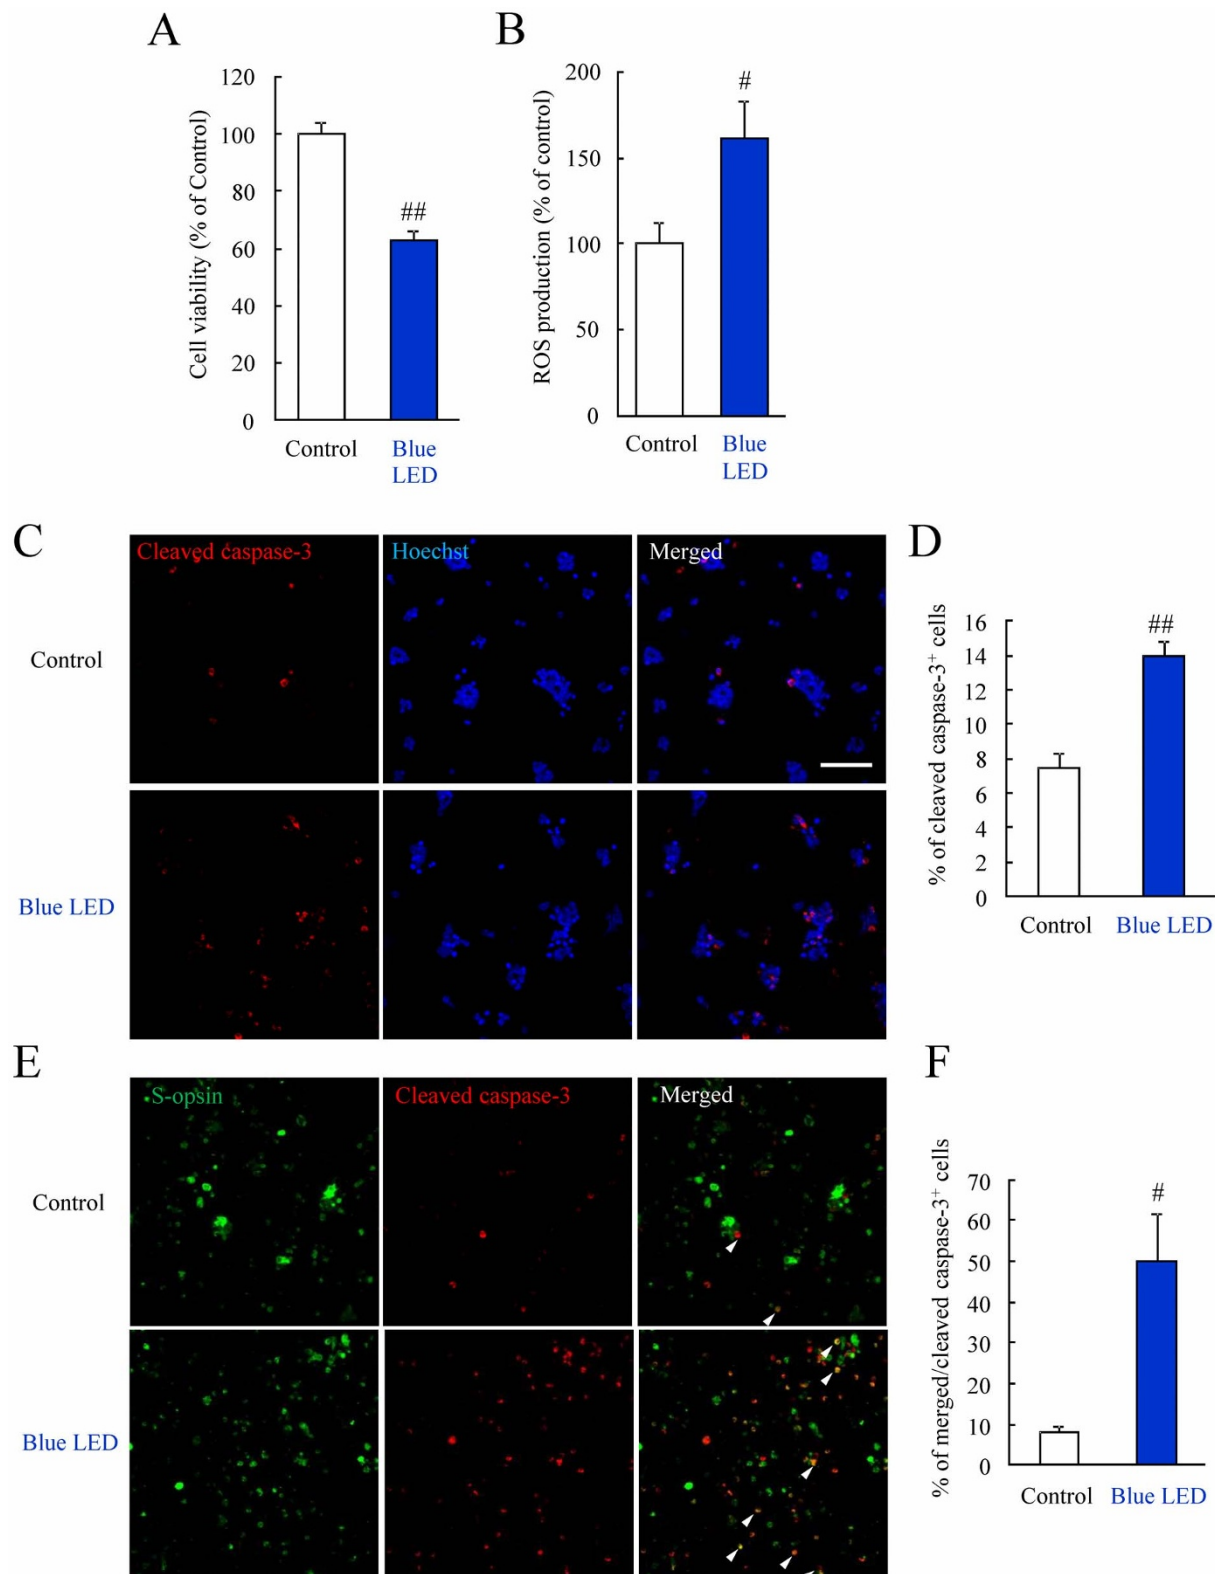 A
Cell viability (% of Control)
120
100
80
60
40
20
0
##
Control
Blue
LED
B
ROS production (% of control)
200
150
100
50
0
#
Control
Blue
LED
C
Cleaved caspase-3
Hoechst
Merged
Control
Blue LED
D
% of cleaved caspase-3⁺ cells
16
14
12
10
8
6
4
2
0
##
Control
Blue LED
E
S-opsin
Cleaved caspase-3
Merged
Control
Blue LED
F
% of merged/cleaved caspase-3⁺ cells
70
60
50
40
30
20
10
0
#
Control
Blue LED